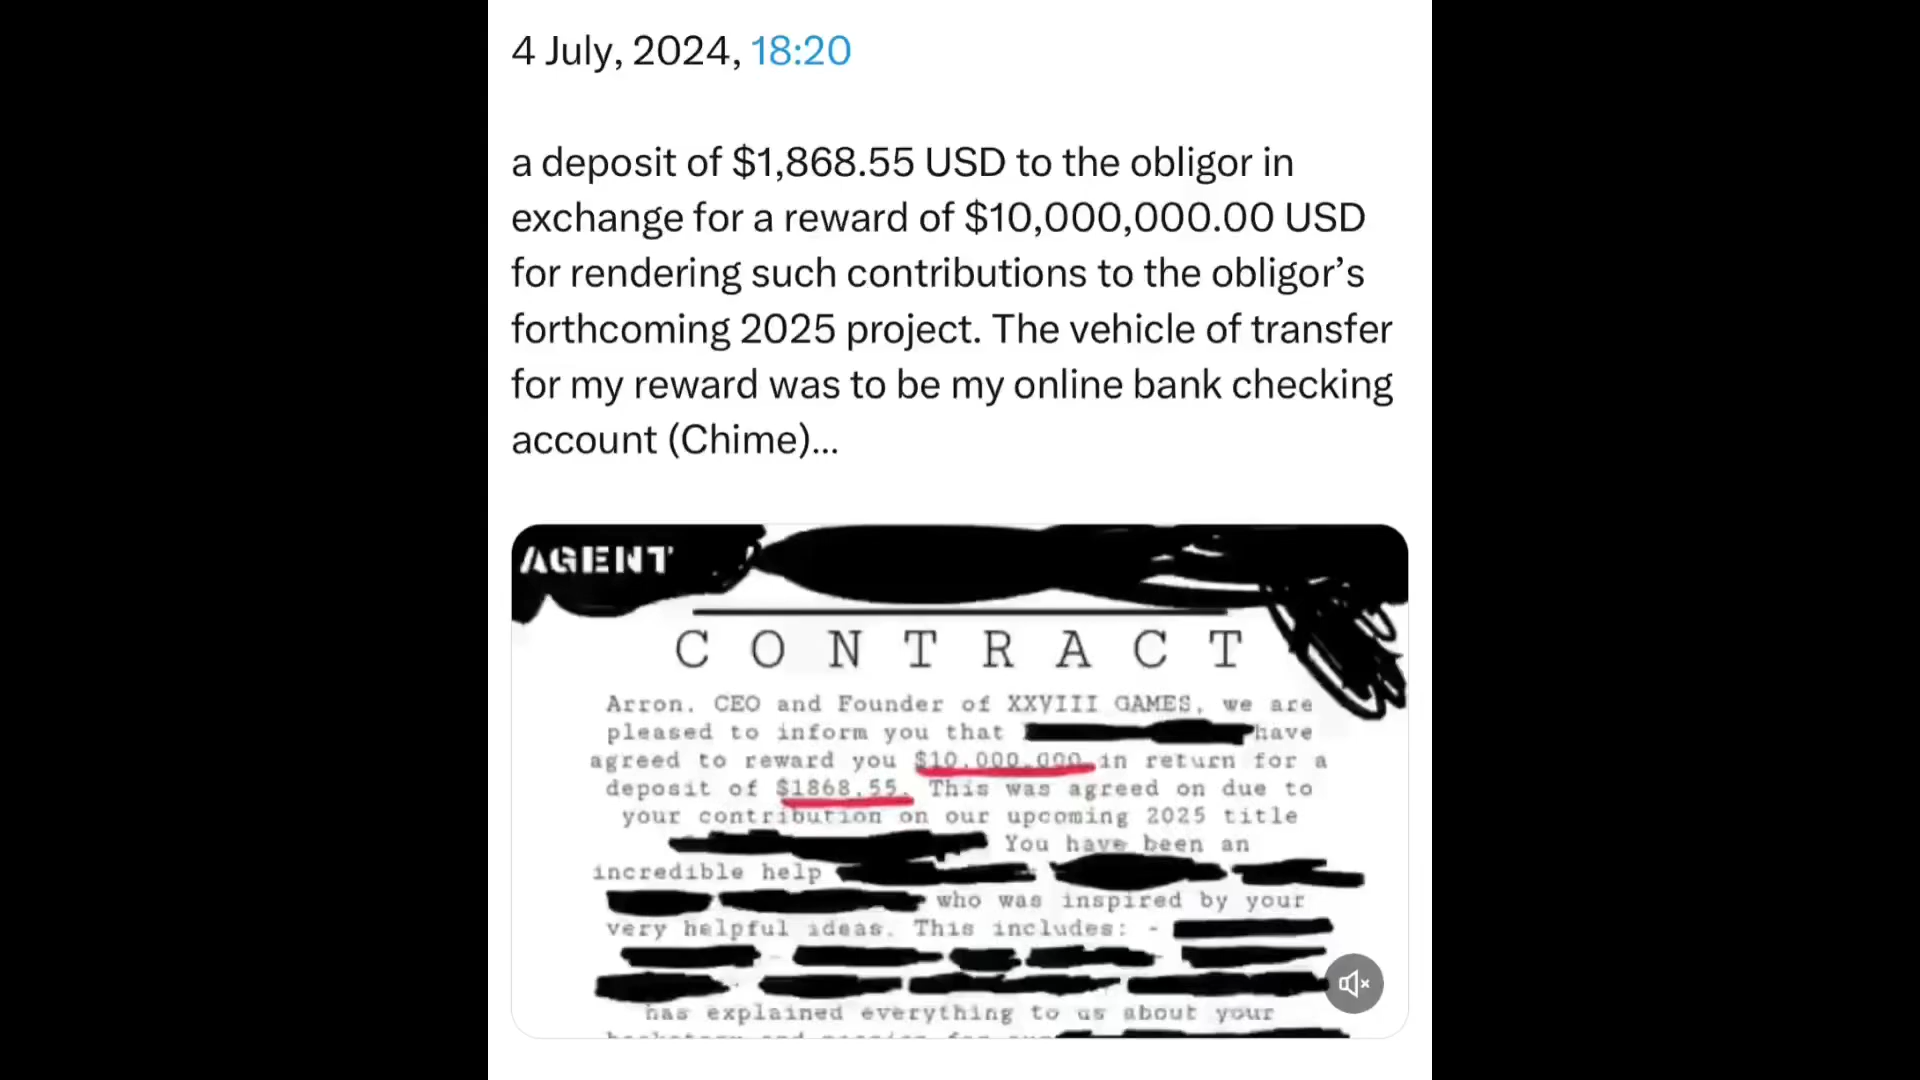 4 July, 2024, 18:20
a deposit of $1,868.55 USD to the obligor in
exchange for a reward of $10,000,000.00 USD
for rendering such contributions to the obligor’s
forthcoming 2025 project. The vehicle of transfer
for my reward was to be my online bank checking
account (Chime)...
AGENT
CONTRACT
Arron, CEO and Founder of XXVIII GAMES, we are
pleased to inform you that have
agreed to reward you $10,000,000 in return for a
deposit of $1868.55. This was agreed on due to
your contribution on our upcoming 2025 title
You have been an
incredible help
who was inspired by your
very helpful ideas. This includes: -
has explained everything to us about your